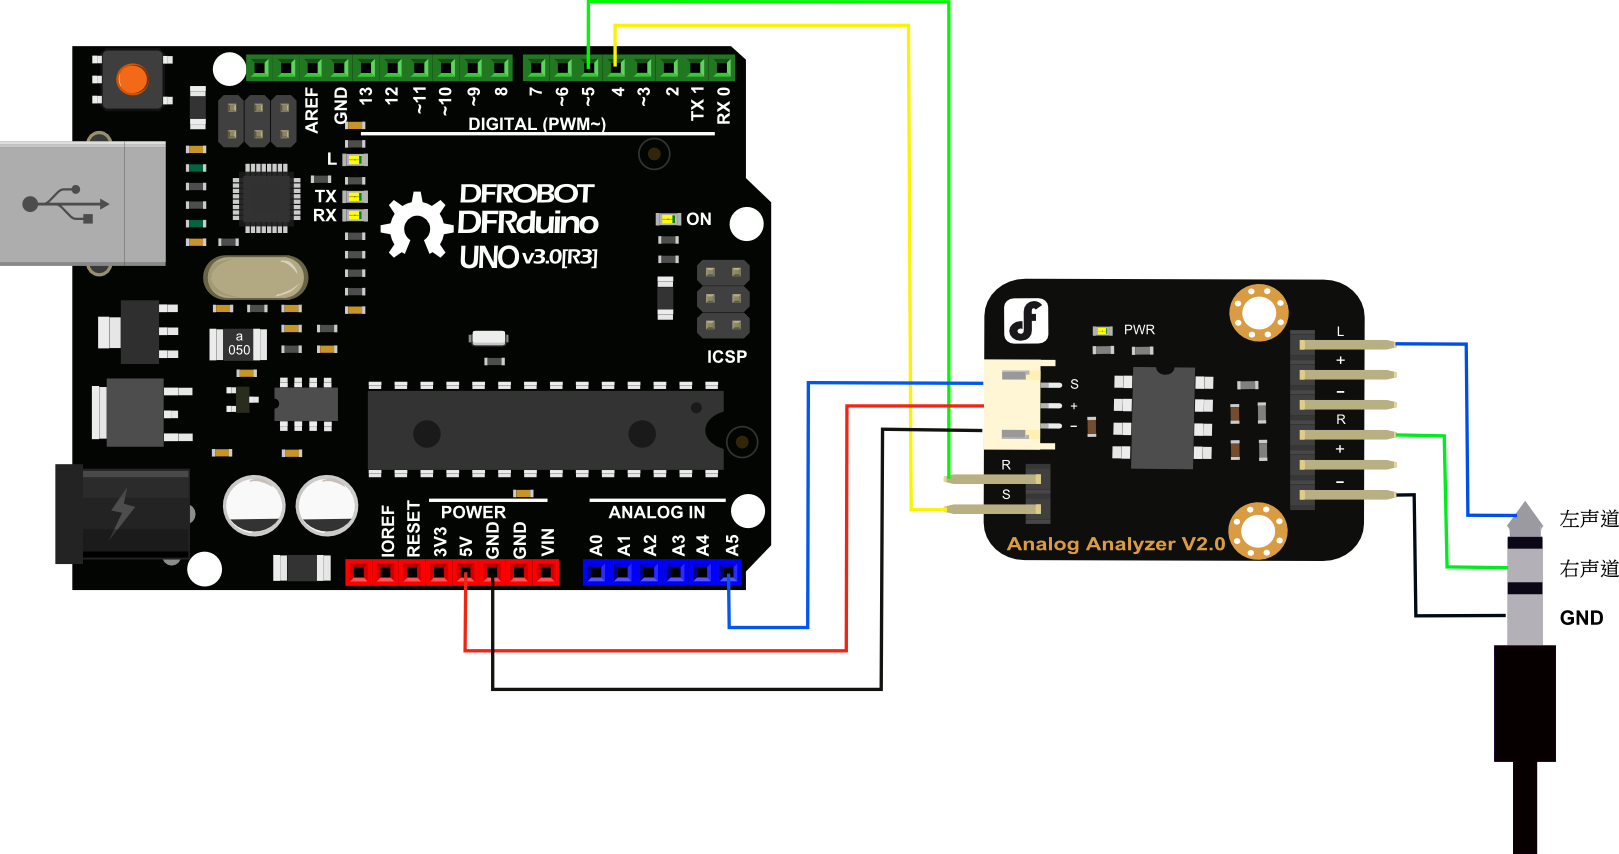 AREF
GND
13
12
~11
~10
~9
8
7
~6
~5
4
~3
2
TX 1
RX 0
DIGITAL (PWM~)
L
TX
RX
DFROBOT
DFRduino
UNO v3.0[R3]
ON
ICSP
a
050
POWER
ANALOG IN
IOREF
RESET
3V3
5V
GND
GND
VIN
A0
A1
A2
A3
A4
A5
PWR
S
+
−
R
S
L
+
−
R
+
−
Analog Analyzer V2.0
左声道
右声道
GND